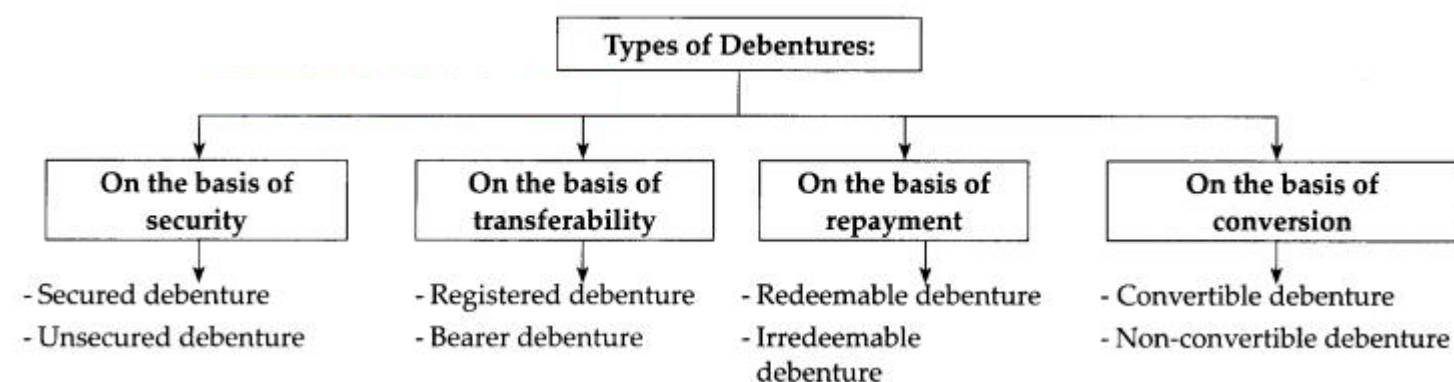 Types of Debentures:
On the basis of
security
- Secured debenture
- Unsecured debenture
On the basis of
transferability
- Registered debenture
- Bearer debenture
On the basis of
repayment
- Redeemable debenture
- Irredeemable
debenture
On the basis of
conversion
- Convertible debenture
- Non-convertible debenture